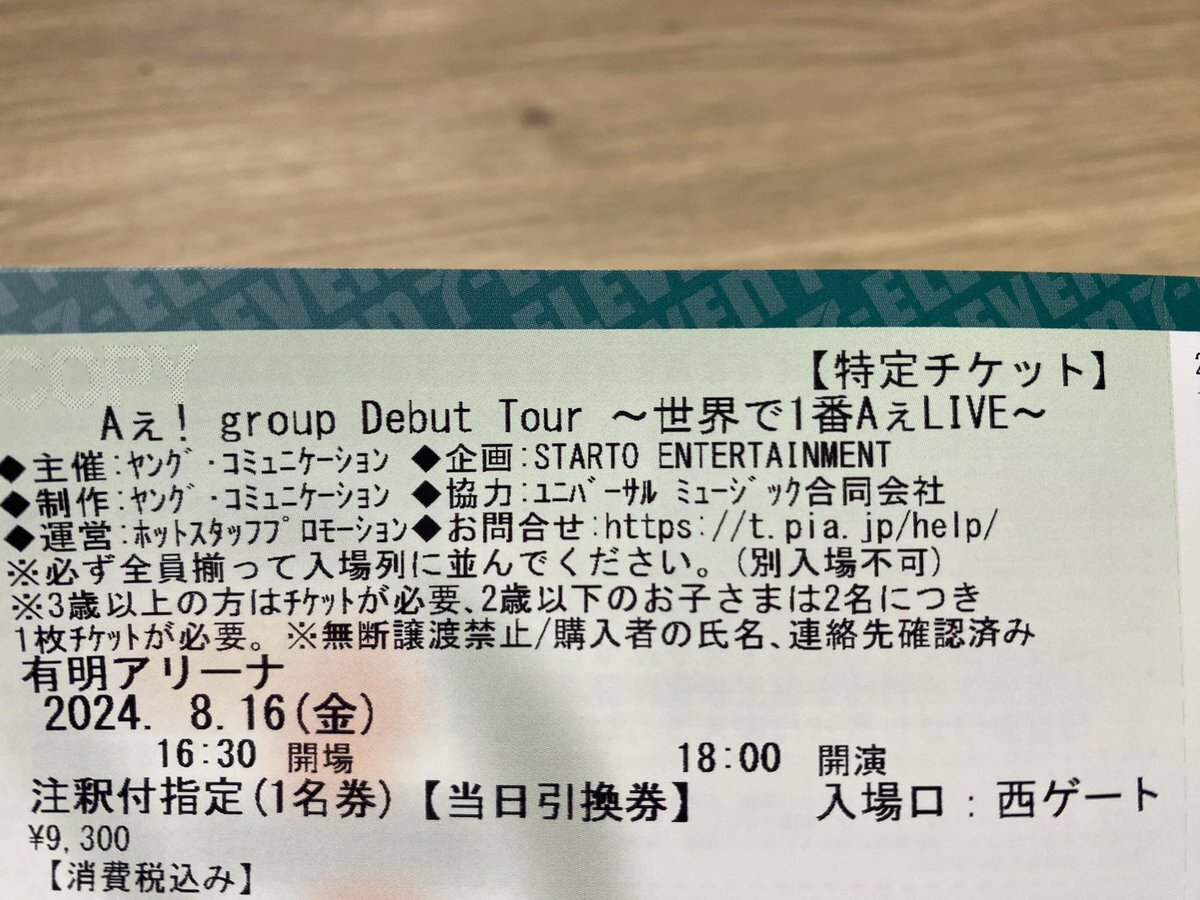 7-ELEVEN 7-ELEVEN 7-ELEVEN
COPY
【特定チケット】
Aぇ! group Debut Tour ～世界で1番AぇLIVE～
◆主催:ﾔﾝｸﾞ・ｺﾐｭﾆｹｰｼｮﾝ ◆企画:STARTO ENTERTAINMENT
◆制作:ﾔﾝｸﾞ・ｺﾐｭﾆｹｰｼｮﾝ ◆協力:ﾕﾆﾊﾞｰｻﾙ ﾐｭｰｼﾞｯｸ合同会社
◆運営:ﾎｯﾄｽﾀｯﾌﾌﾟﾛﾓｰｼｮﾝ◆お問合せ:https://t.pia.jp/help/
※必ず全員揃って入場列に並んでください。(別入場不可)
※3歳以上の方はﾁｹｯﾄが必要、2歳以下のお子さまは2名につき
1枚ﾁｹｯﾄが必要。 ※無断譲渡禁止/購入者の氏名、連絡先確認済み
有明アリーナ
2024. 8.16(金)
16:30 開場 18:00 開演
注釈付指定(1名券)【当日引換券】 入場口：西ゲート
¥9,300
【消費税込み】